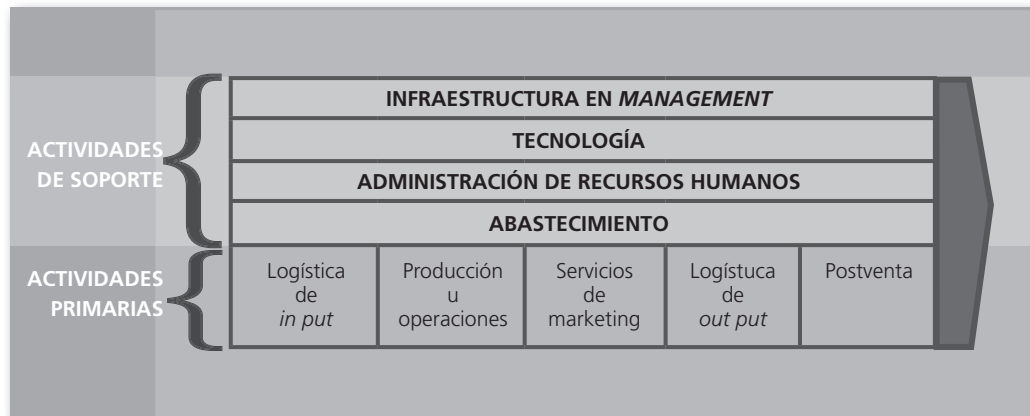 INFRAESTRUCTURA EN MANAGEMENT
TECNOLOGÍA
ADMINISTRACIÓN DE RECURSOS HUMANOS
ABASTECIMIENTO
ACTIVIDADES
DE SOPORTE
ACTIVIDADES
PRIMARIAS
Logística
de
in put
Producción
u
operaciones
Servicios
de
marketing
Logístuca
de
out put
Postventa